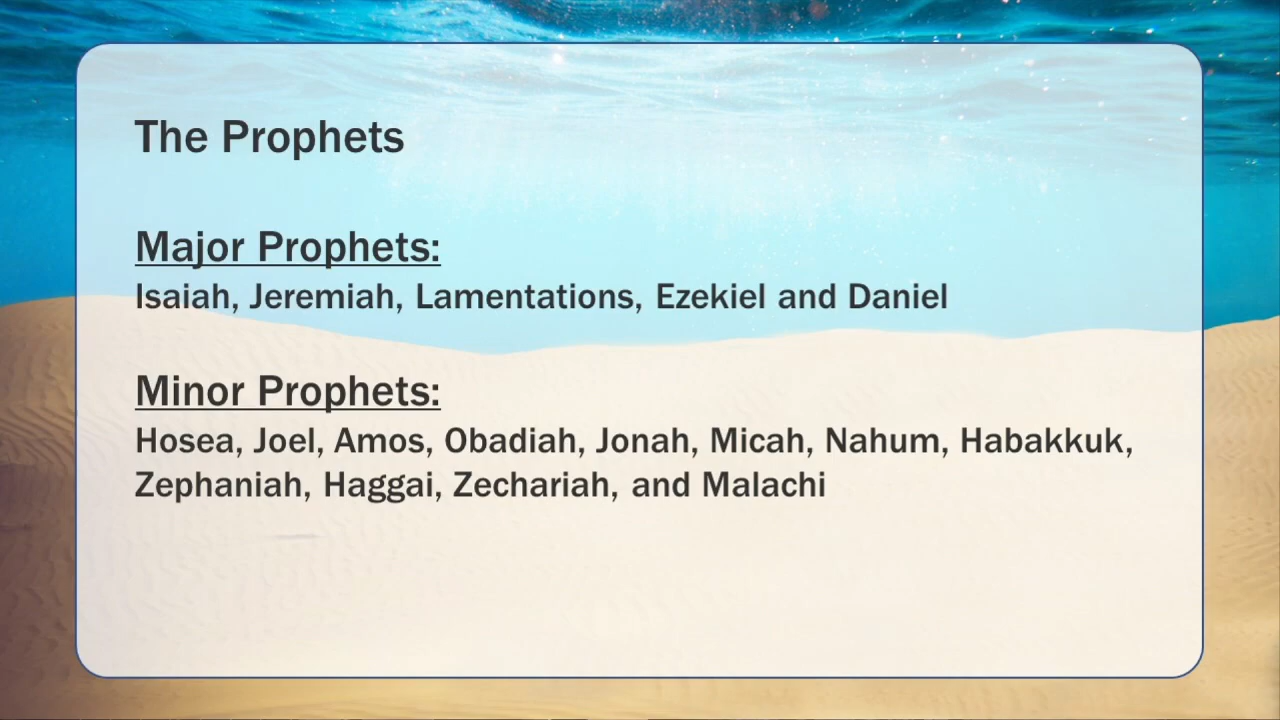 The Prophets
Major Prophets:
Isaiah, Jeremiah, Lamentations, Ezekiel and Daniel
Minor Prophets:
Hosea, Joel, Amos, Obadiah, Jonah, Micah, Nahum, Habakkuk,
Zephaniah, Haggai, Zechariah, and Malachi